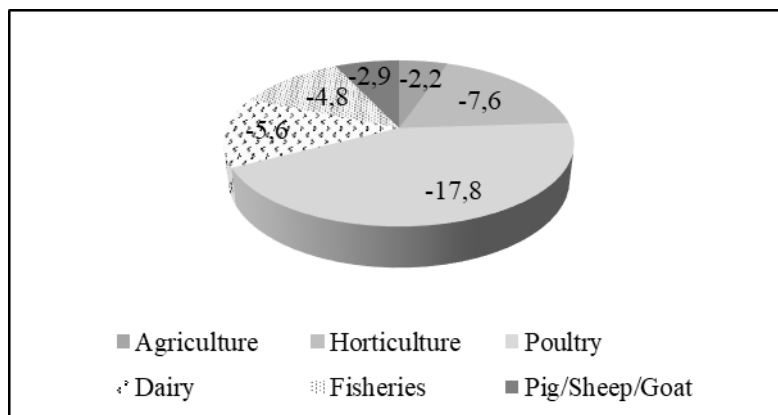 -2,9
-2,2
-4,8
-7,6
-5,6
-17,8
Agriculture
Horticulture
Poultry
Dairy
Fisheries
Pig/Sheep/Goat